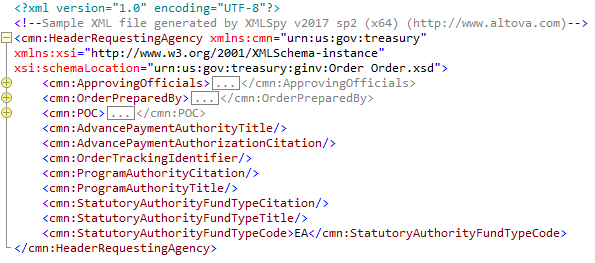 <?xml version="1.0" encoding="UTF-8"?>
<!--Sample XML file generated by XMLSpy v2017 sp2 (x64) (http://www.altova.com)-->
<cmn:HeaderRequestingAgency xmlns:cmn="urn:us:gov:treasury"
xmlns:xsi="http://www.w3.org/2001/XMLSchema-instance"
xsi:schemaLocation="urn:us:gov:treasury:ginv:Order Order.xsd">
<cmn:ApprovingOfficials>...</cmn:ApprovingOfficials>
<cmn:OrderPreparedBy>...</cmn:OrderPreparedBy>
<cmn:POC>...</cmn:POC>
<cmn:AdvancePaymentAuthorityTitle/>
<cmn:AdvancePaymentAuthorizationCitation/>
<cmn:OrderTrackingIdentifier/>
<cmn:ProgramAuthorityCitation/>
<cmn:ProgramAuthorityTitle/>
<cmn:StatutoryAuthorityFundTypeCitation/>
<cmn:StatutoryAuthorityFundTypeTitle/>
<cmn:StatutoryAuthorityFundTypeCode>EA</cmn:StatutoryAuthorityFundTypeCode>
</cmn:HeaderRequestingAgency>